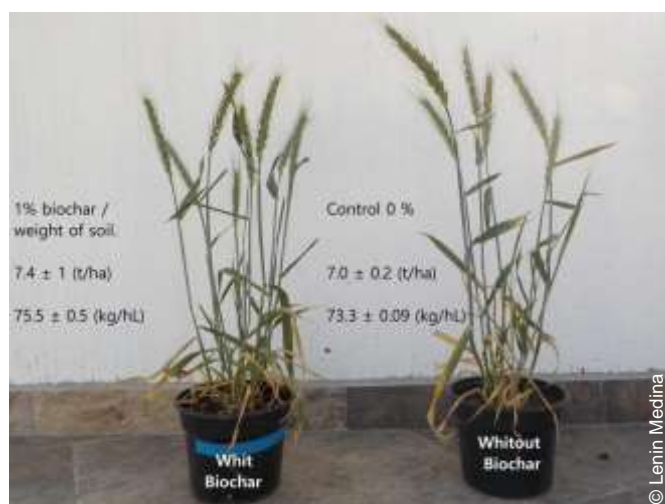 1% biochar /
weight of soil.
7.4 ± 1 (t/ha)
75.5 ± 0.5 (kg/hL)
Control 0 %
7.0 ± 0.2 (t/ha)
73.3 ± 0.09 (kg/hL)
Whit
Biochar
Whitout
Biochar
© Lenin Medina